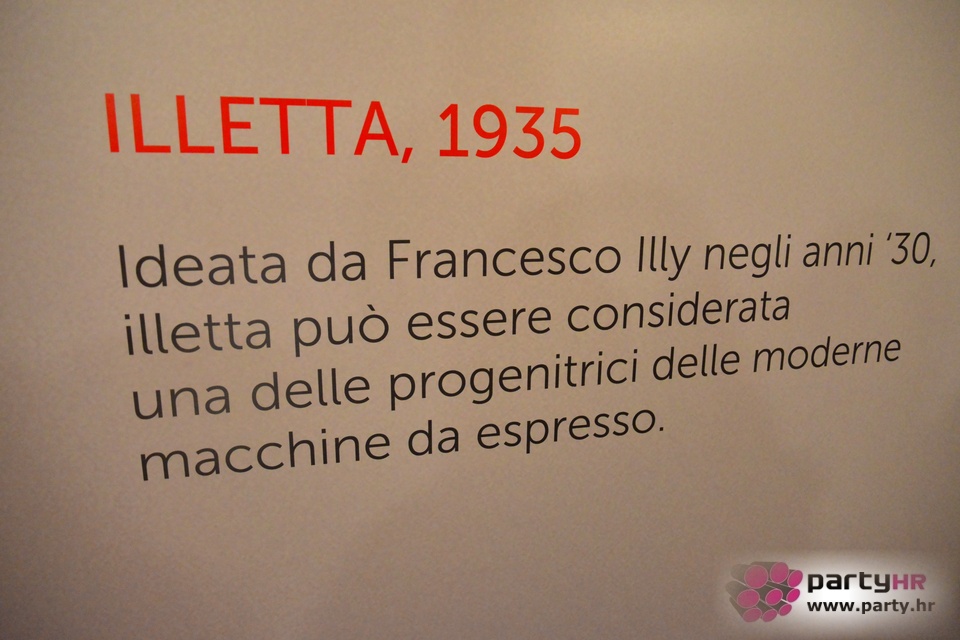 ILLETTA, 1935
Ideata da Francesco Illy negli anni '30,
illetta può essere considerata
una delle progenitrici delle moderne
macchine da espresso.
partyHR
www.party.hr